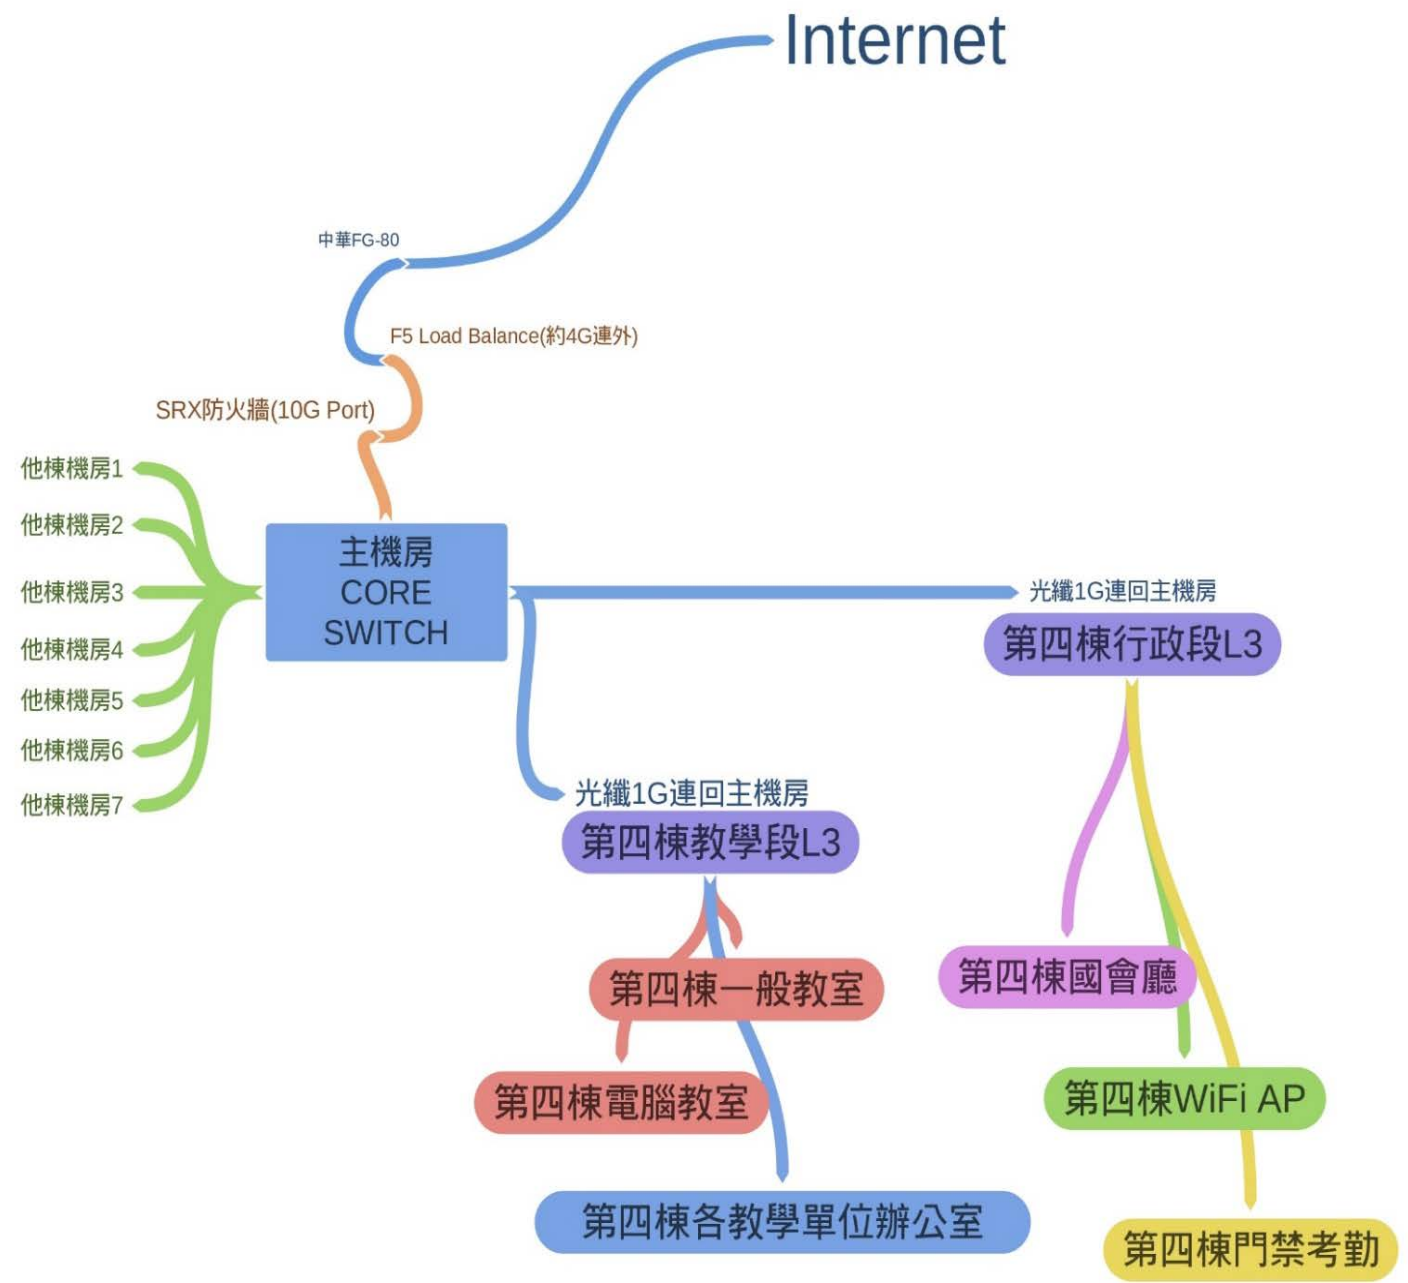 Internet
中華FG-80
F5 Load Balance(約4G連外)
SRX防火牆(10G Port)
他棟機房1
他棟機房2
他棟機房3
他棟機房4
他棟機房5
他棟機房6
他棟機房7
主機房
CORE
SWITCH
光纖1G連回主機房
第四棟行政段L3
光纖1G連回主機房
第四棟教學段L3
第四棟一般教室
第四棟電腦教室
第四棟各教學單位辦公室
第四棟國會廳
第四棟WiFi AP
第四棟門禁考勤